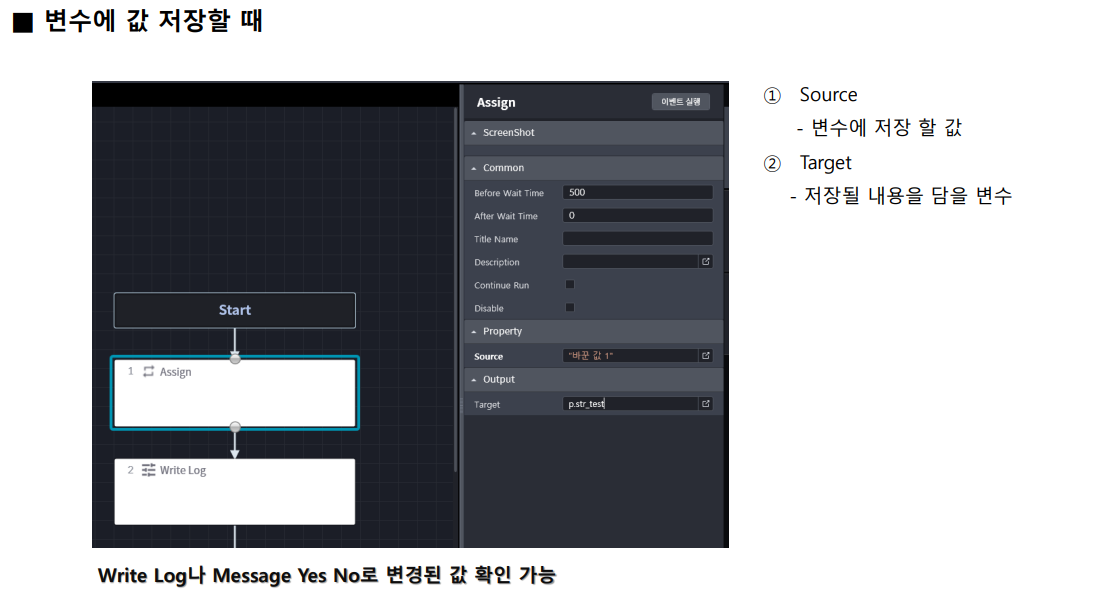 ■ 변수에 값 저장할 때
Assign
이벤트 실행
ScreenShot
Common
Before Wait Time 500
After Wait Time 0
Title Name
Description
Continue Run
Disable
Property
Source "바꾼 값 1"
Output
Target p.str_test
Start
1 Assign
2 Write Log
① Source
- 변수에 저장 할 값
② Target
- 저장될 내용을 담을 변수
Write Log나 Message Yes No로 변경된 값 확인 가능